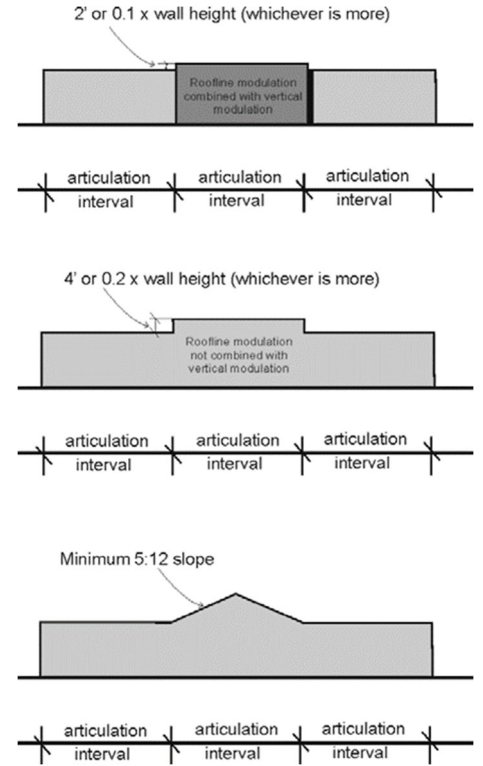 2' or 0.1 x wall height (whichever is more)
Roofline modulation
combined with vertical
modulation
articulation articulation articulation
interval interval interval
4' or 0.2 x wall height (whichever is more)
Roofline modulation
not combined with
vertical modulation
articulation articulation articulation
interval interval interval
Minimum 5:12 slope
articulation articulation articulation
interval interval interval